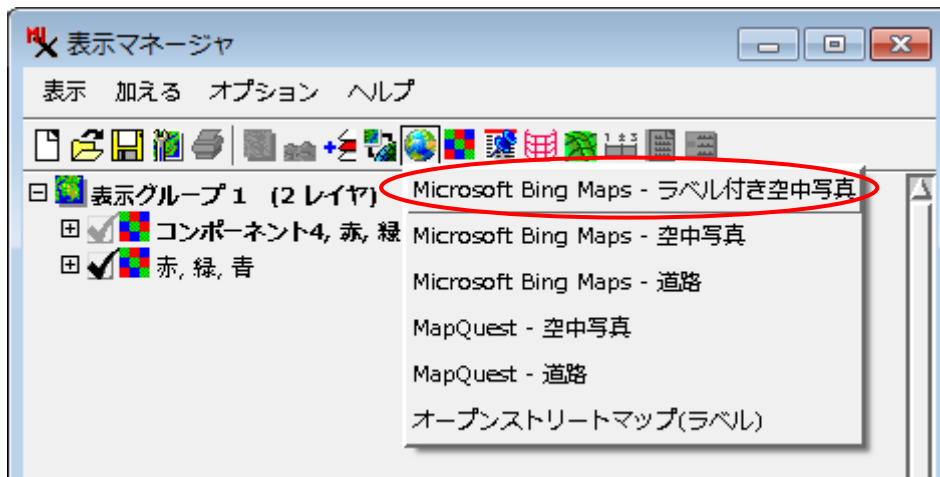 表示マネージャ
表示 加える オプション ヘルプ
表示グループ 1 (2 レイヤ)
コンポーネント4, 赤, 緑
赤, 緑, 青
Microsoft Bing Maps - ラベル付き空中写真
Microsoft Bing Maps - 空中写真
Microsoft Bing Maps - 道路
MapQuest - 空中写真
MapQuest - 道路
オープンストリートマップ(ラベル)